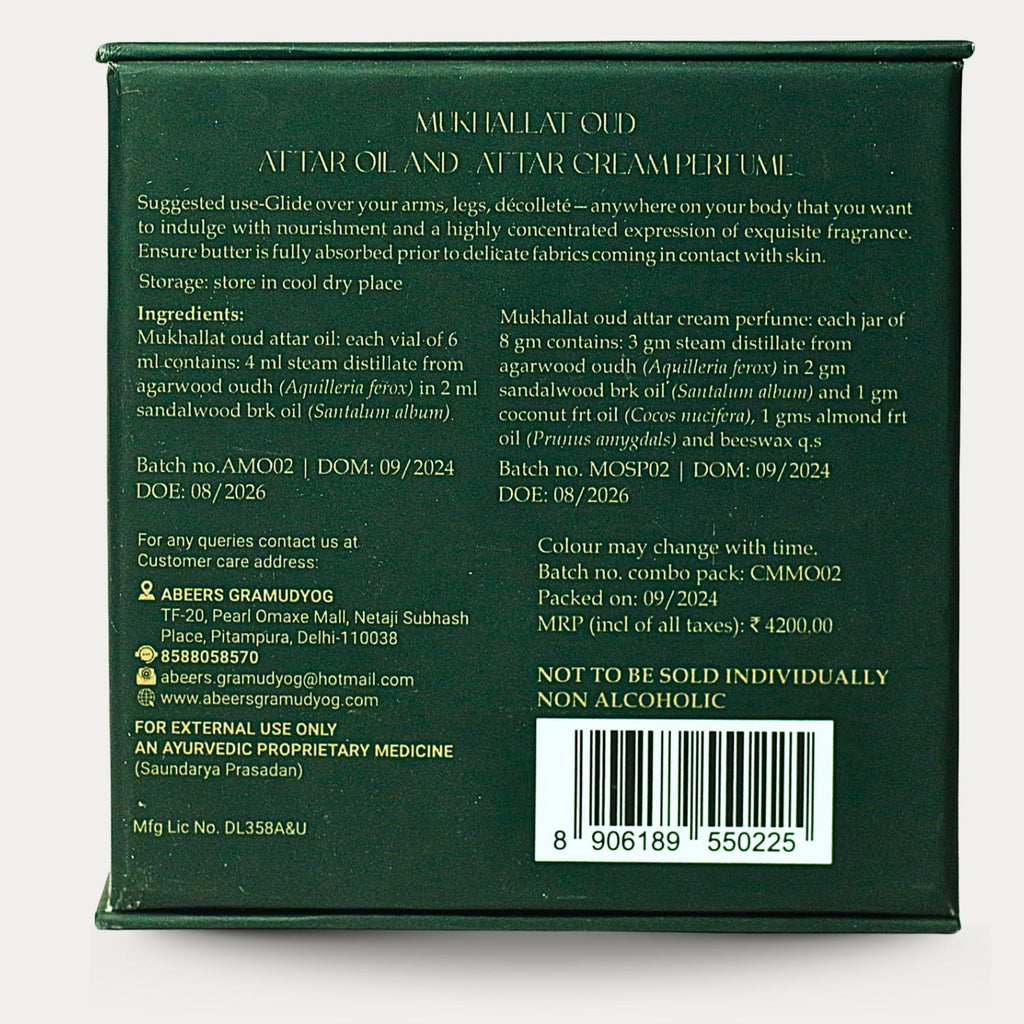 MUKHALLAT OUD
ATTAR OIL AND ATTAR CREAM PERFUME
Suggested use-Glide over your arms, legs, décolleté – anywhere on your body that you want
to indulge with nourishment and a highly concentrated expression of exquisite fragrance.
Ensure butter is fully absorbed prior to delicate fabrics coming in contact with skin.
Storage: store in cool dry place
Ingredients:
Mukhallat oud attar oil: each vial of 6
ml contains: 4 ml steam distillate from
agarwood oudh (Aquilleria ferox) in 2 ml
sandalwood brk oil (Santalum album).
Batch no.AMO02 | DOM: 09/2024
DOE: 08/2026
Mukhallat oud attar cream perfume: each jar of
8 gm contains: 3 gm steam distillate from
agarwood oudh (Aquilleria ferox) in 2 gm
sandalwood brk oil (Santalum album) and 1 gm
coconut frt oil (Cocos nucifera), 1 gms almond frt
oil (Prunus amygdals) and beeswax q.s
Batch no. MOSP02 | DOM: 09/2024
DOE: 08/2026
For any queries contact us at
Customer care address:
ABEERS GRAMUDYOG
TF-20, Pearl Omaxe Mall, Netaji Subhash
Place, Pitampura, Delhi-110038
8588058570
abeers.gramudyog@hotmail.com
www.abeersgramudyog.com
FOR EXTERNAL USE ONLY
AN AYURVEDIC PROPRIETARY MEDICINE
(Saundarya Prasadan)
Mfg Lic No. DL358A&U
Colour may change with time.
Batch no. combo pack: CMMO02
Packed on: 09/2024
MRP (incl of all taxes): ₹ 4200.00
NOT TO BE SOLD INDIVIDUALLY
NON ALCOHOLIC
8 906189 550225